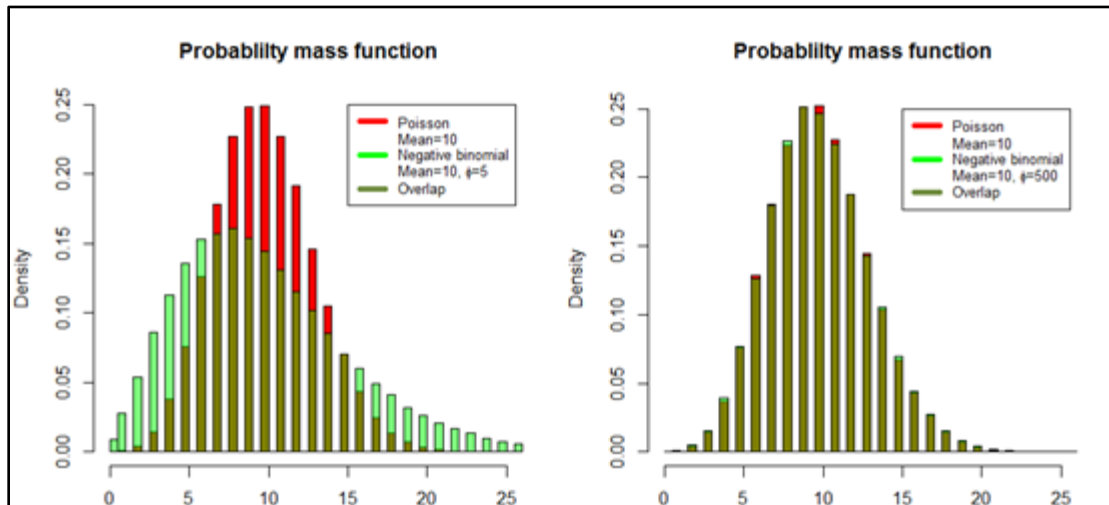 Probablilty mass function
0.25
0.20
0.15
0.10
0.05
0.00
Density
Poisson
Mean=10
Negative binomial
Mean=10, ϕ=5
Overlap
0 5 10 15 20 25
Probablilty mass function
0.25
0.20
0.15
0.10
0.05
0.00
Density
Poisson
Mean=10
Negative binomial
Mean=10, ϕ=500
Overlap
0 5 10 15 20 25